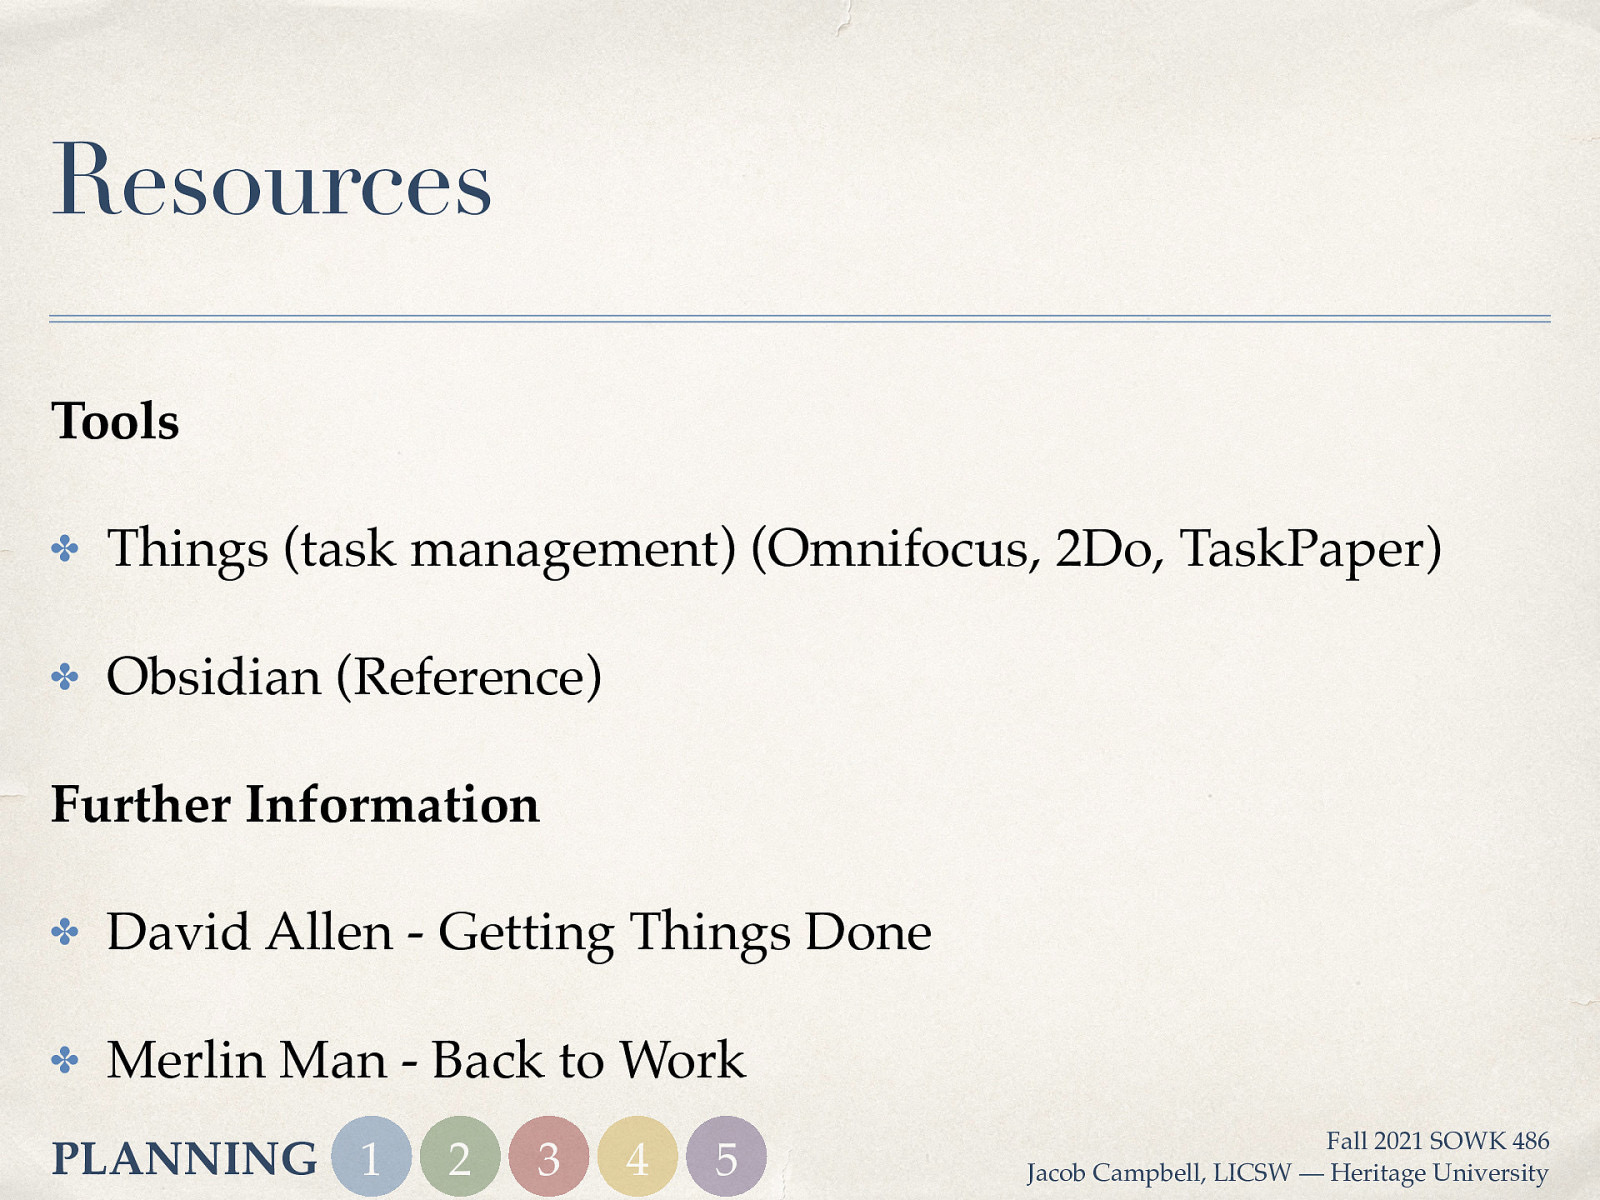 Resources
Tools
✤ Things (task management) (Omnifocus, 2Do, TaskPaper)
✤ Obsidian (Reference)
Further Information
✤ David Allen - Getting Things Done
✤ Merlin Man - Back to Work
PLANNING 1 2 3 4 5
Fall 2021 SOWK 486
Jacob Campbell, LICSW — Heritage University